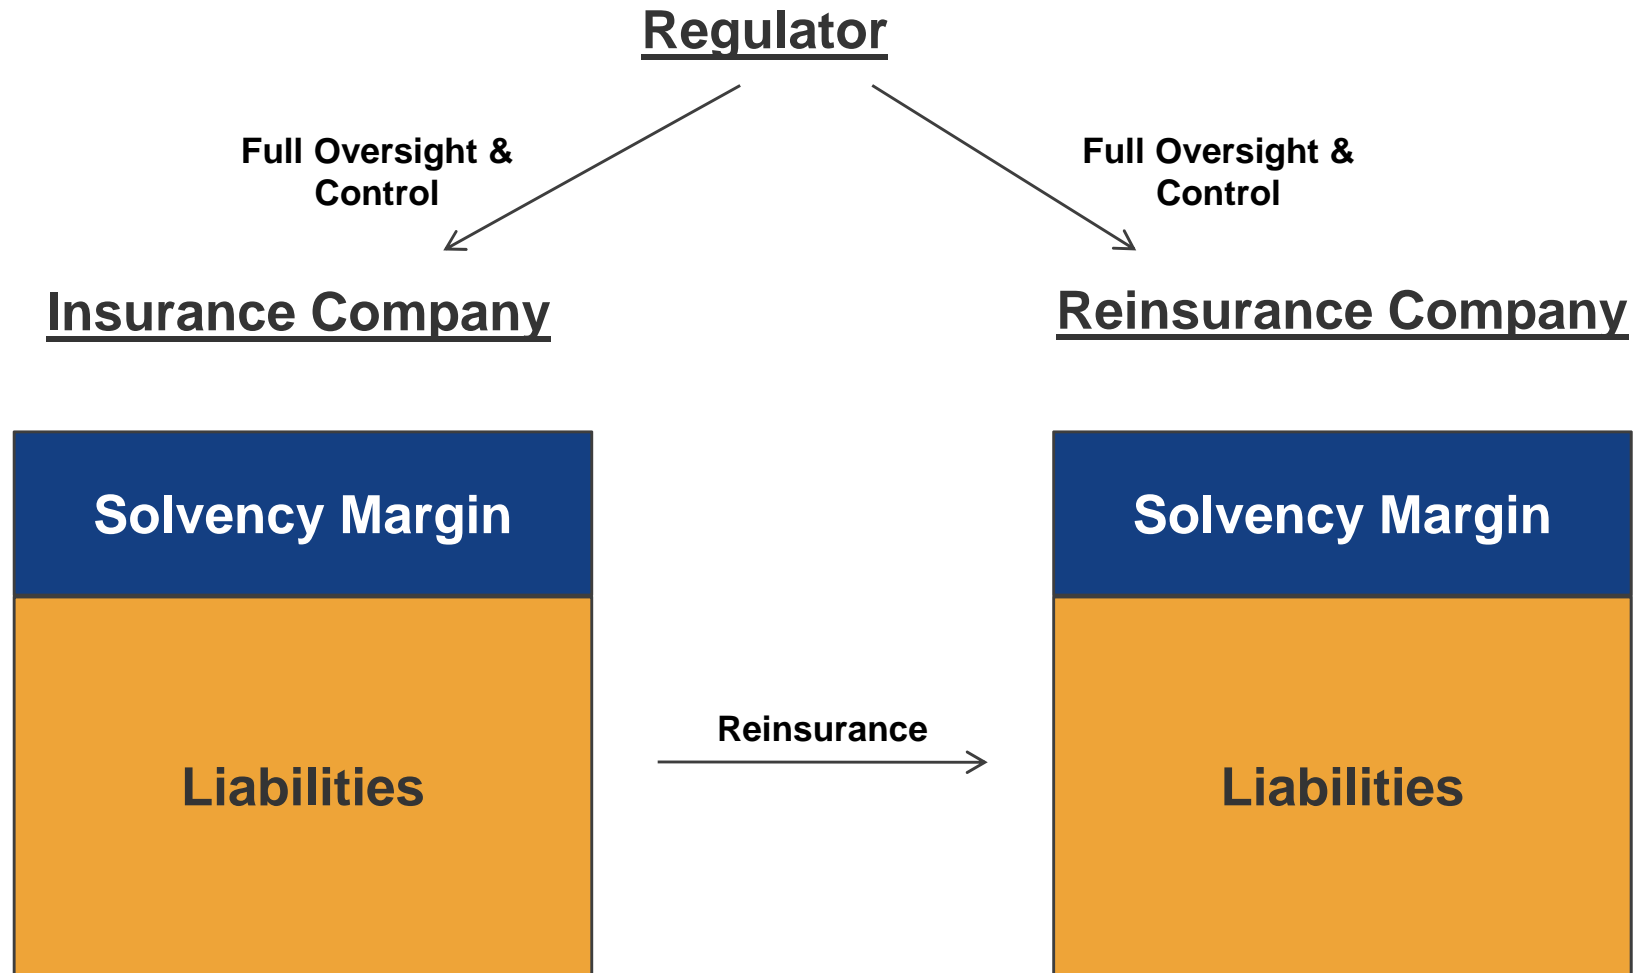 Regulator
Full Oversight &
Control
Full Oversight &
Control
Insurance Company
Reinsurance Company
Solvency Margin
Solvency Margin
Reinsurance
Liabilities
Liabilities